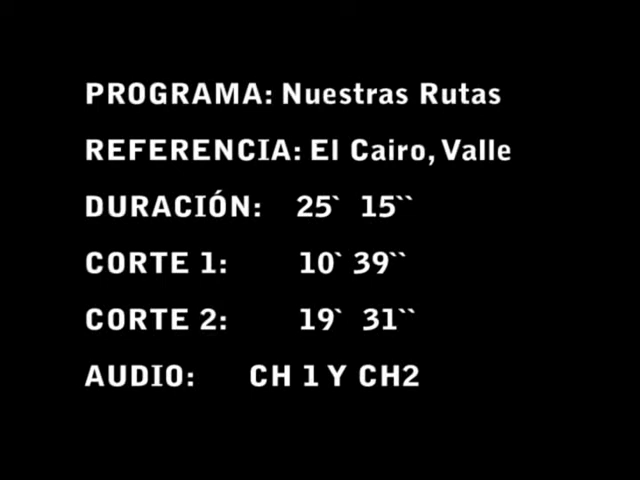 PROGRAMA: Nuestras Rutas
REFERENCIA: El Cairo, Valle
DURACIÓN: 25` 15``
CORTE 1: 10` 39``
CORTE 2: 19` 31``
AUDIO: CH 1 Y CH2